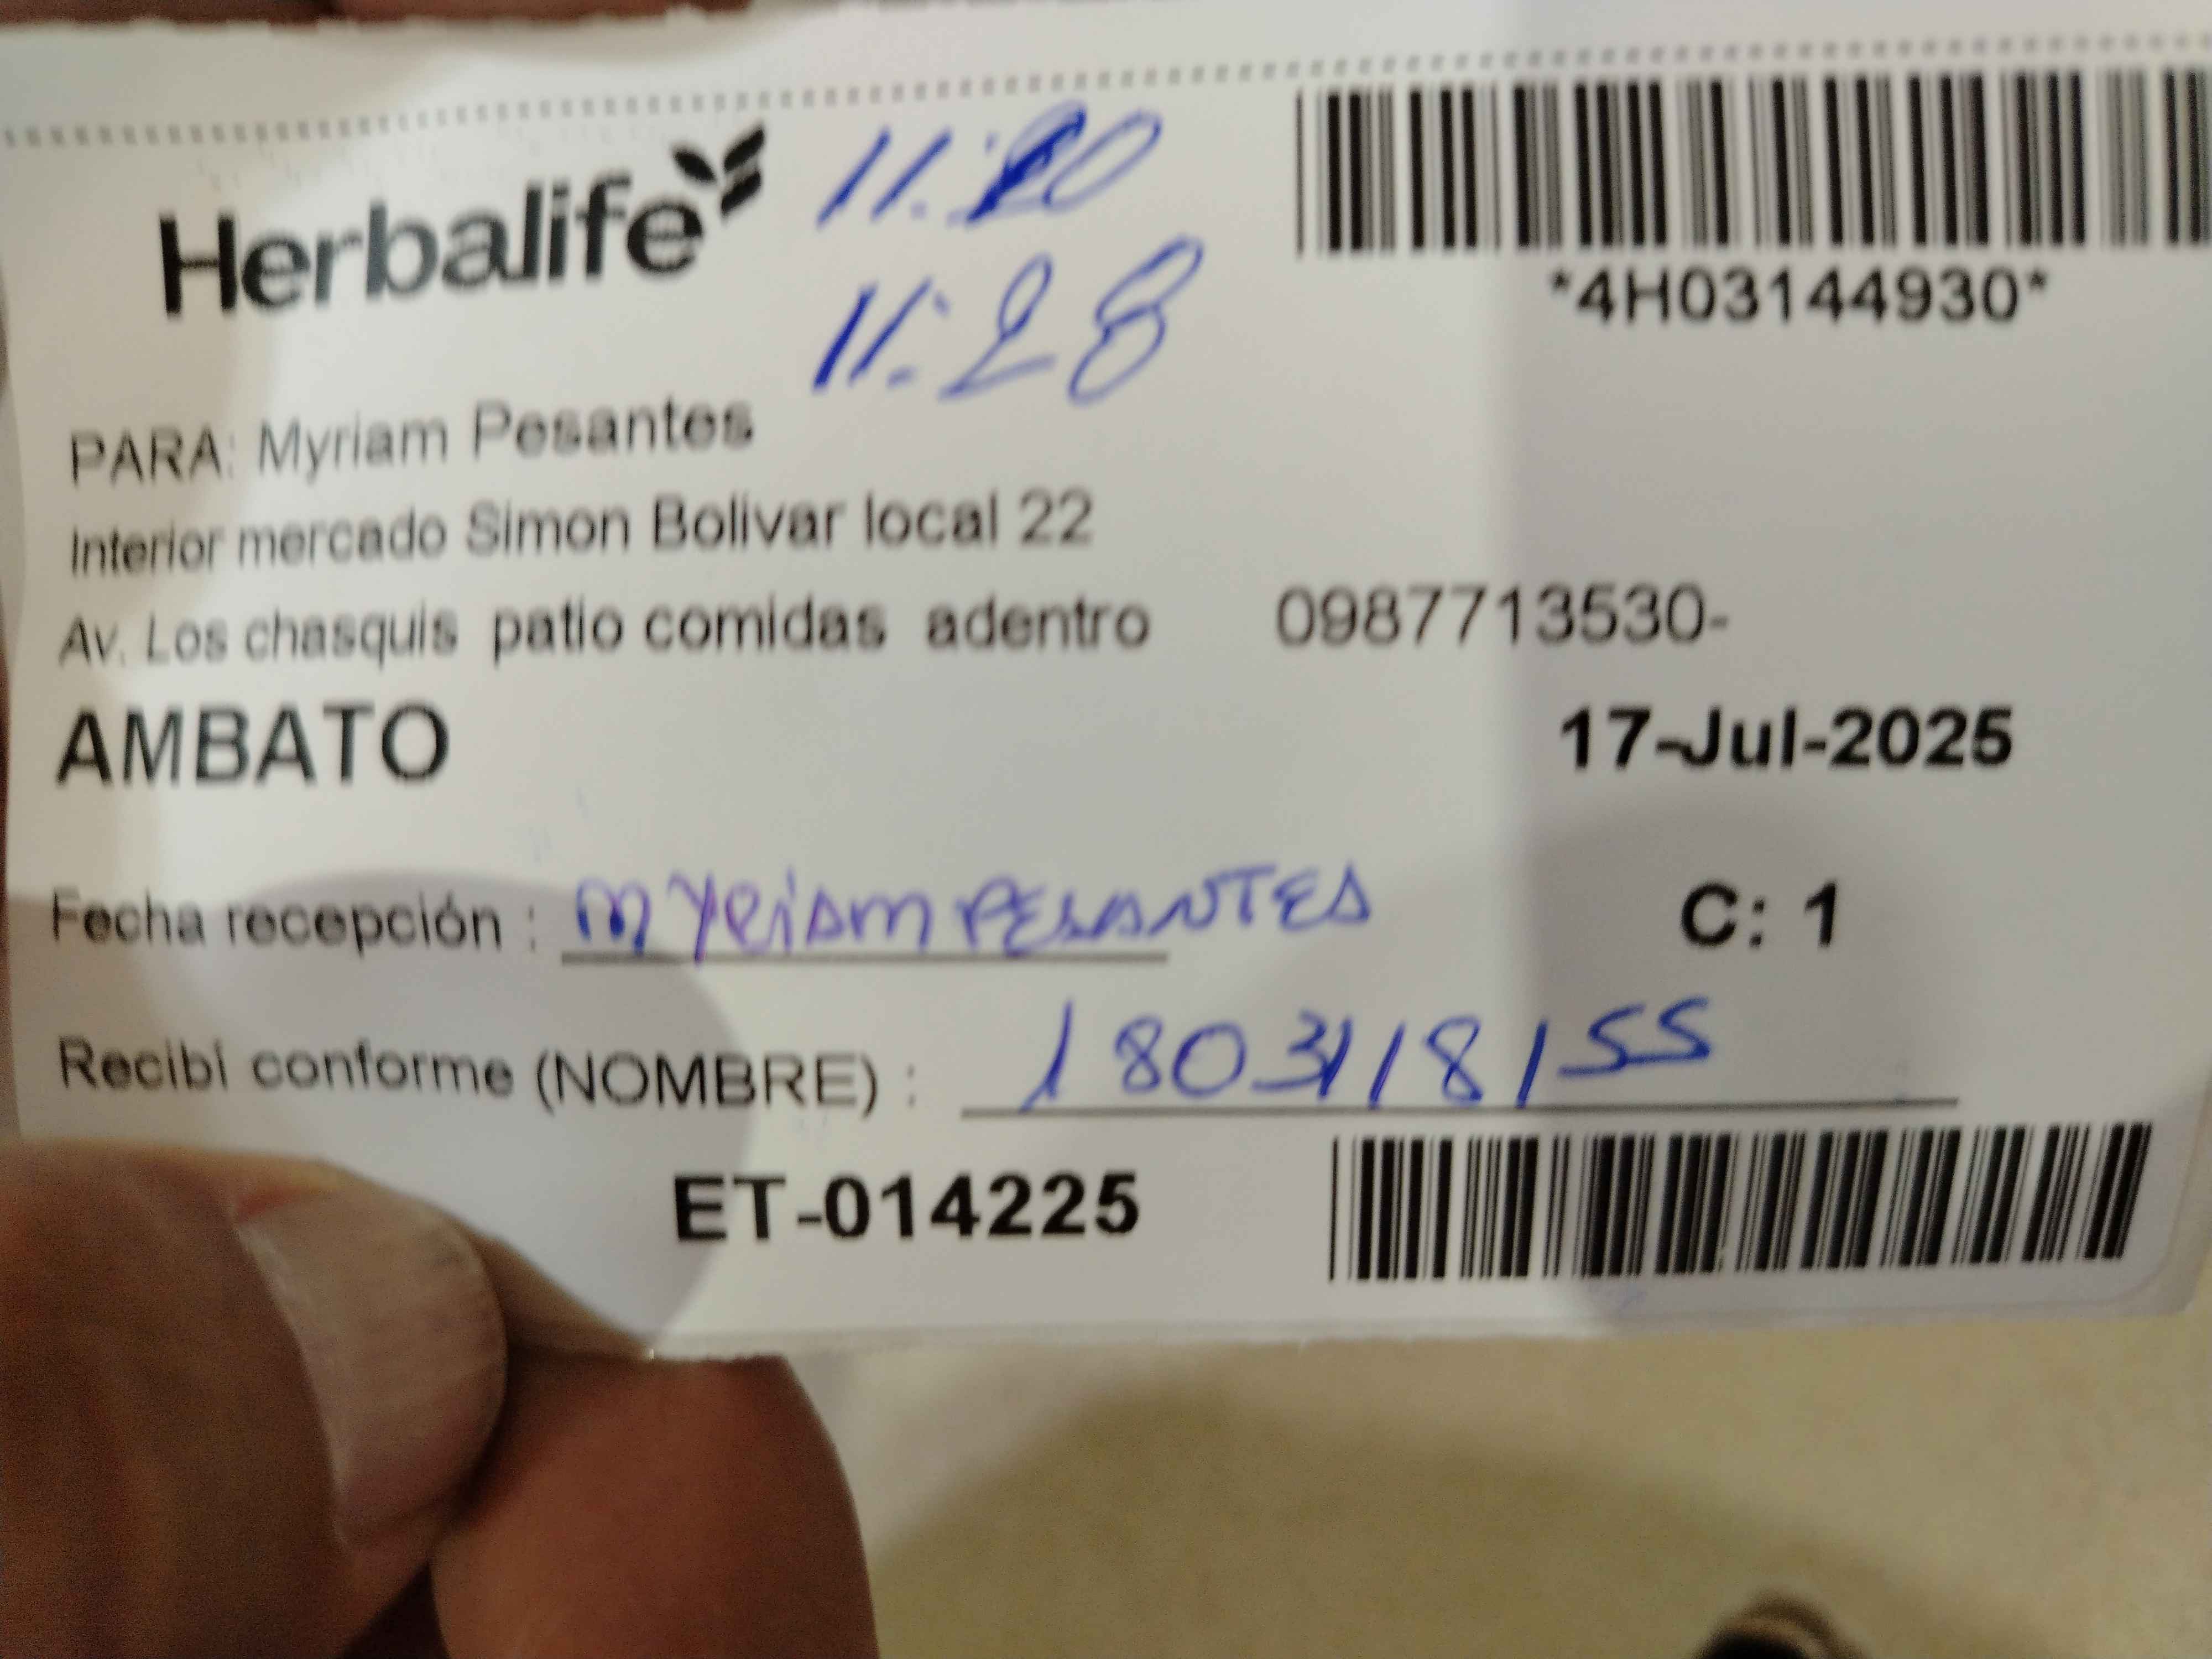 Herbalife
11:20
11:28
*4H03144930*
PARA: Myriam Pesantes
Interior mercado Simon Bolivar local 22
Av. Los chasquis patio comidas adentro 0987713530-
AMBATO 17-Jul-2025
Fecha recepción : myriam PESANTES C: 1
Recibí conforme (NOMBRE) : 1803118155
ET-014225